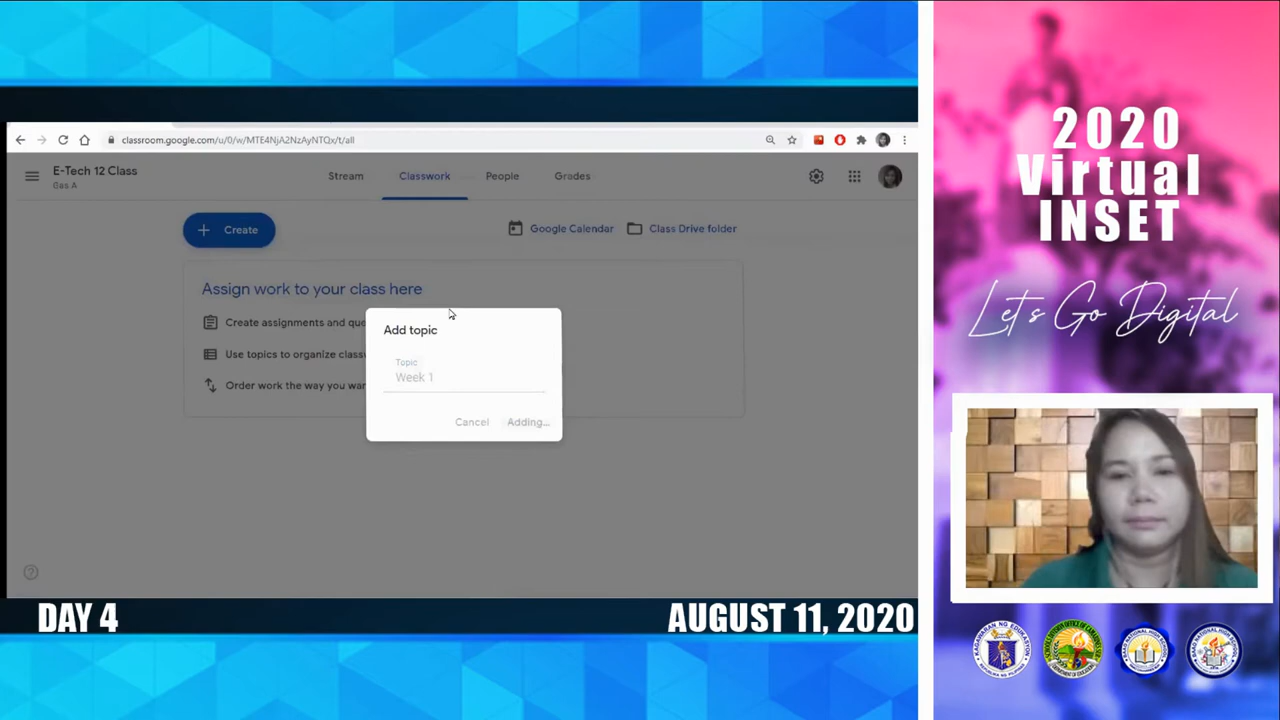 classroom.google.com/u/0/w/MTE4NjA2NzAyNTQx/t/all
E-Tech 12 Class
Gas A
Stream
Classwork
People
Grades
Create
Google Calendar
Class Drive folder
Assign work to your class here
Create assignments and que
Use topics to organize classw
Order work the way you wan
Add topic
Topic
Week 1
Cancel
Adding...
DAY 4
AUGUST 11, 2020
2020
Virtual
INSET
Let's Go Digital